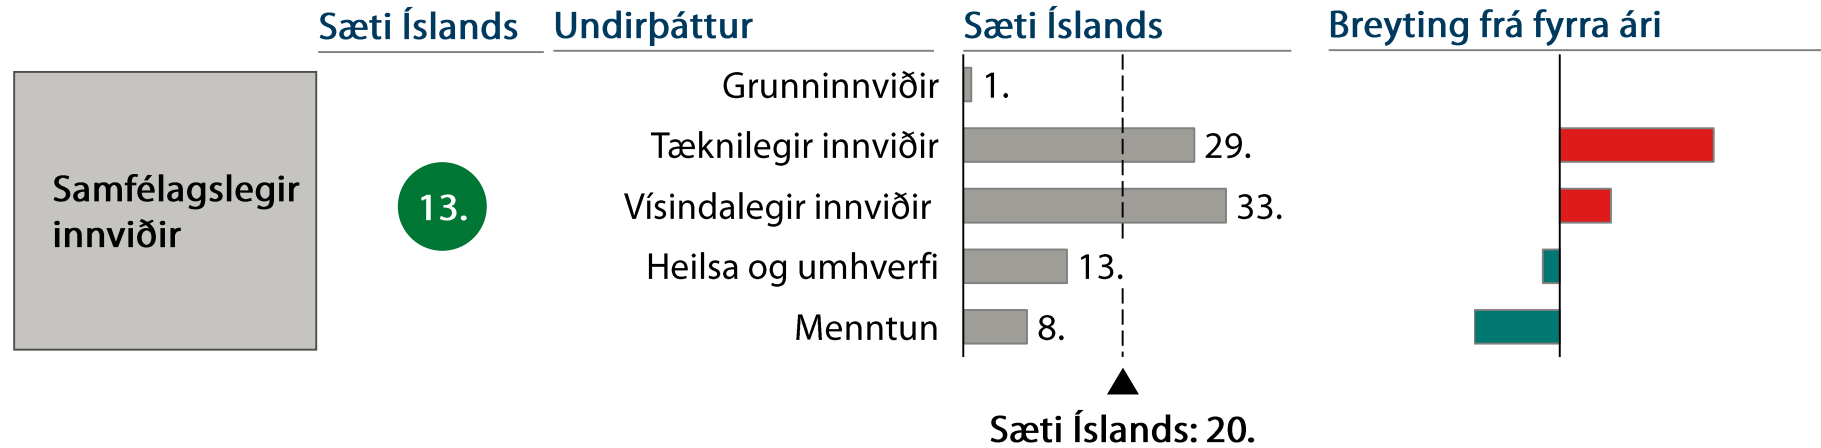 Sæti Íslands
Undirþáttur
Sæti Íslands
Breyting frá fyrra ári
Samfélagslegir
innviðir
13.
Grunninnviðir 1.
Tæknilegir innviðir 29.
Vísindalegir innviðir 33.
Heilsa og umhverfi 13.
Menntun 8.
Sæti Íslands: 20.